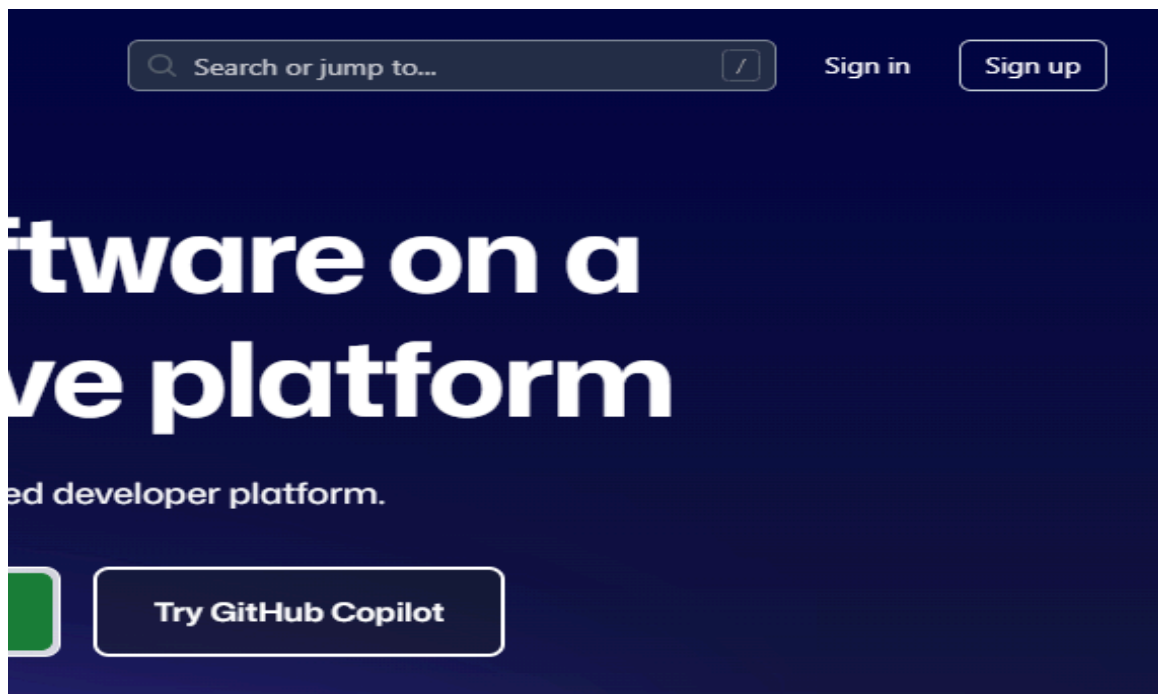 Search or jump to... / Sign in Sign up
ftware on a
ve platform
ed developer platform.
Try GitHub Copilot